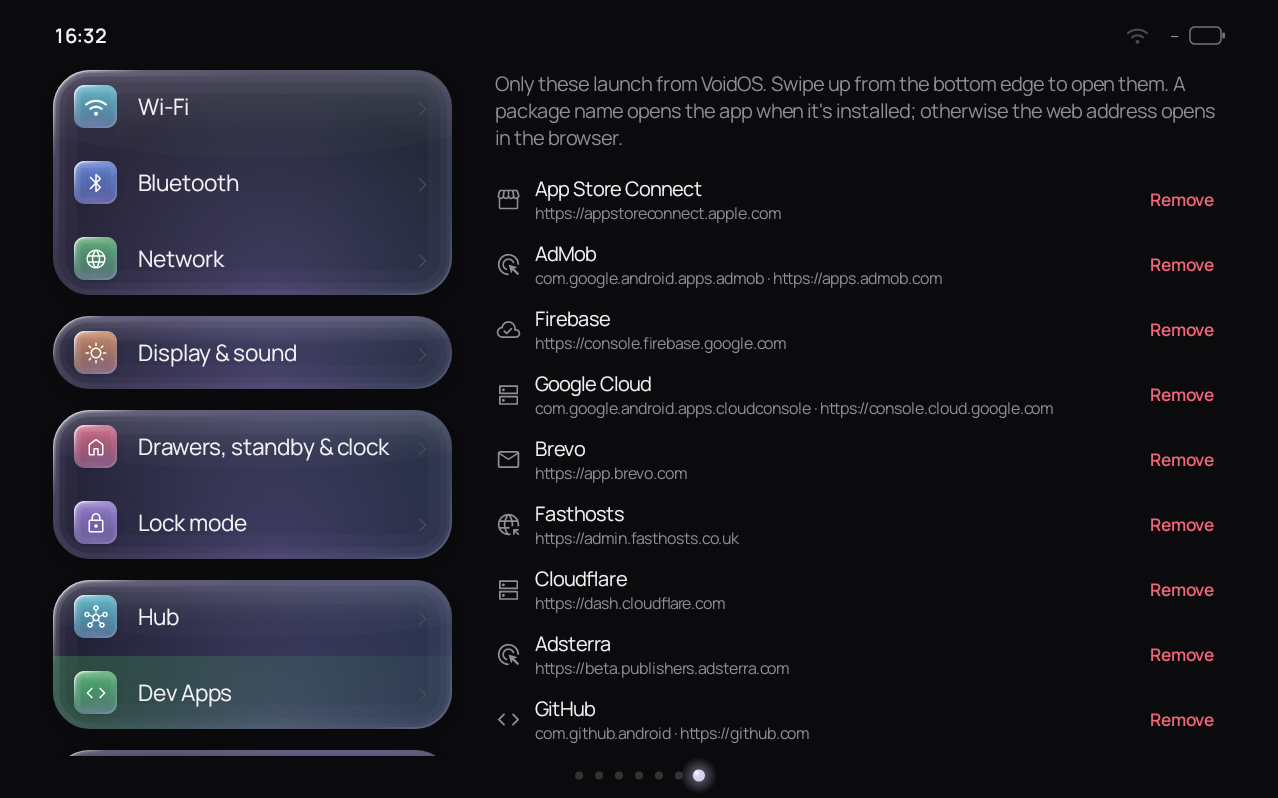 16:32
–
Wi-Fi
Bluetooth
Network
Display & sound
Drawers, standby & clock
Lock mode
Hub
Dev Apps
Only these launch from VoidOS. Swipe up from the bottom edge to open them. A
package name opens the app when it's installed; otherwise the web address opens
in the browser.
App Store Connect
https://appstoreconnect.apple.com
Remove
AdMob
com.google.android.apps.admob · https://apps.admob.com
Remove
Firebase
https://console.firebase.google.com
Remove
Google Cloud
com.google.android.apps.cloudconsole · https://console.cloud.google.com
Remove
Brevo
https://app.brevo.com
Remove
Fasthosts
https://admin.fasthosts.co.uk
Remove
Cloudflare
https://dash.cloudflare.com
Remove
Adsterra
https://beta.publishers.adsterra.com
Remove
GitHub
com.github.android · https://github.com
Remove